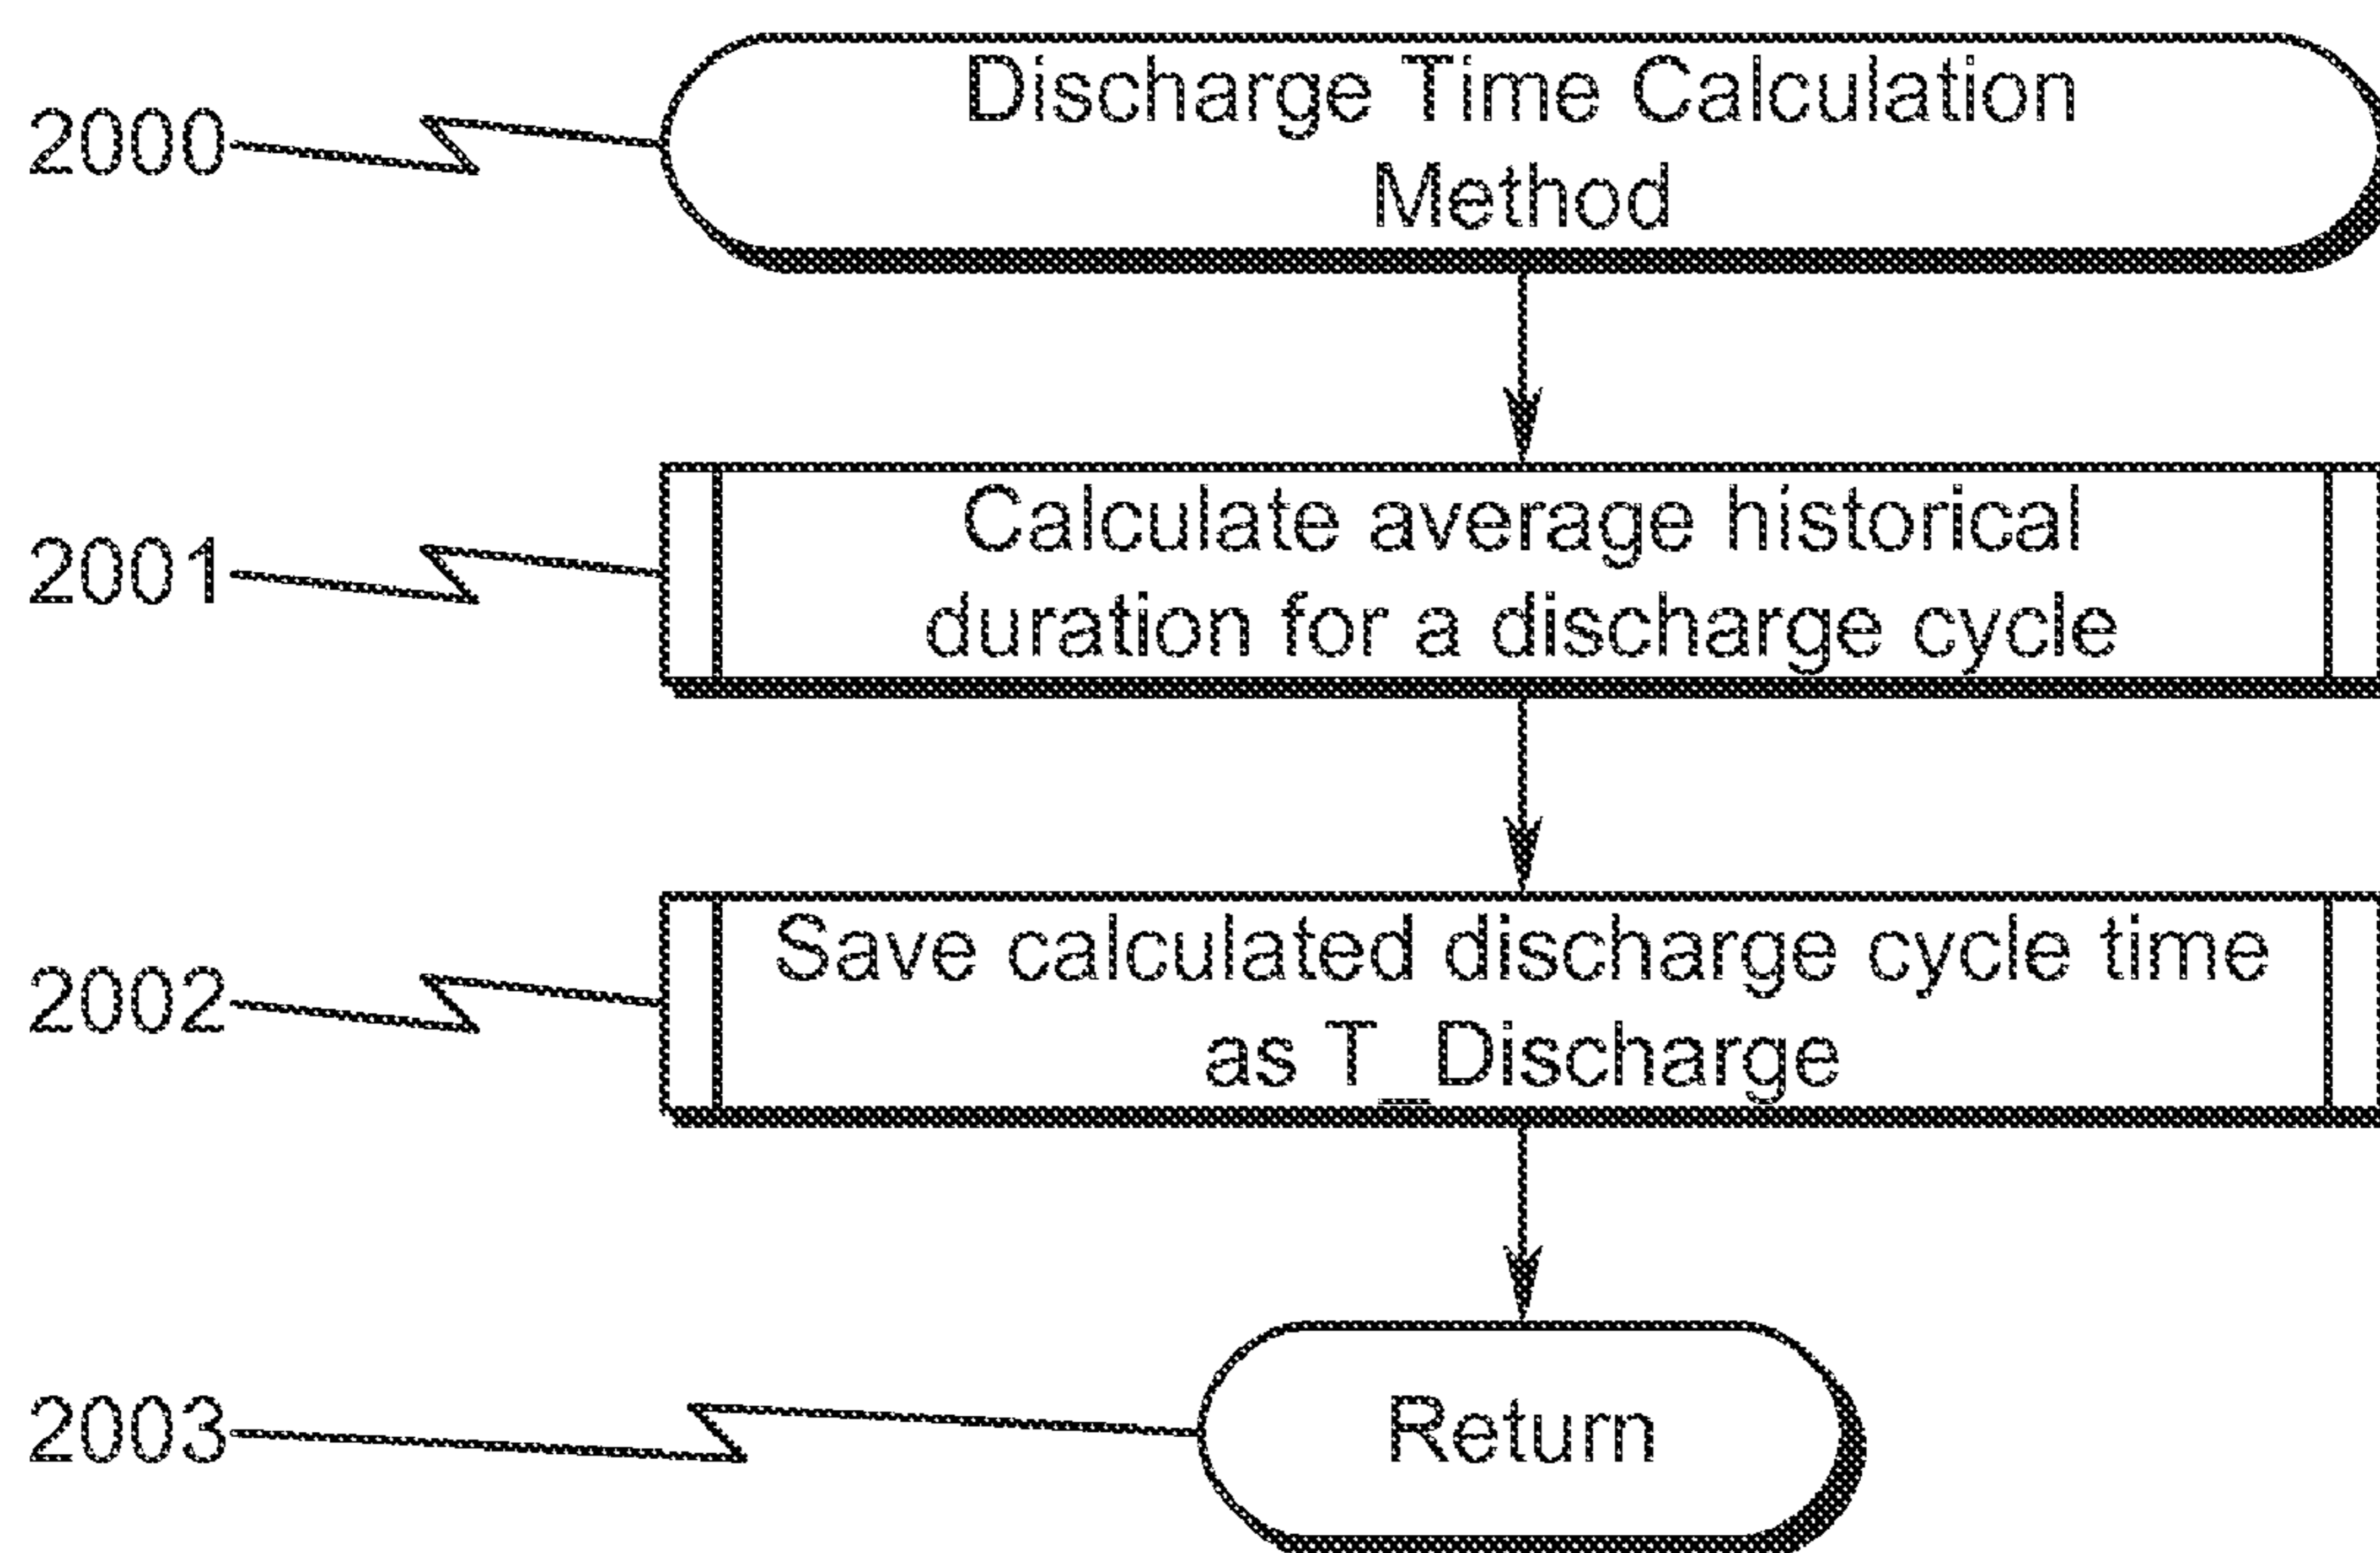 2000
Discharge Time Calculation
Method
2001
Calculate average historical
duration for a discharge cycle
2002
Save calculated discharge cycle time
as T_Discharge
2003
Return